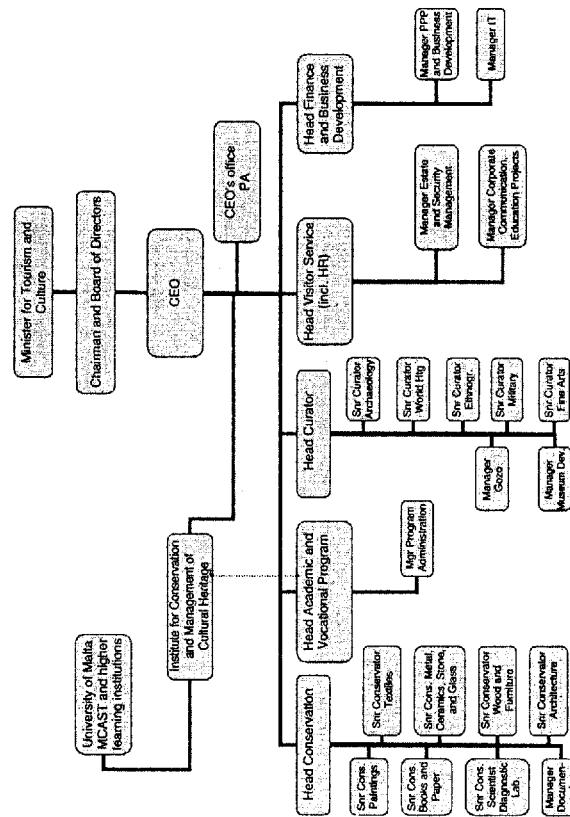 Minister for Tourism and
Culture
Chairman and Board of Directors
CEO
CEO's office
PA
University of Malta,
MCAST and higher
learning institutions
Institute for Conservation
and Management of
Cultural Heritage
Head Conservation
Head Academic and
Vocational Program
Head Curator
Head Visitor Service
(incl. HR)
Head Finance
and Business
Development
Snr Cons.
Paintings
Snr Conservator
Textiles
Snr Cons.
Books and
Paper
Snr Cons. Metal,
Ceramics, Stone,
and Glass
Snr Cons.
Scientist
Diagnostic
Lab.
Snr Conservator
Wood and
Furniture
Manager
Documen-
Snr Conservator
Architecture
Mgr Program
Administration
Snr Curator
Archaeology
Snr Curator
World Htg
Snr Curator
Ethnogr.
Snr Curator
Military
Manager
Gozo
Snr Curator
Fine Arts
Manager
Museum Dev.
Manager Estate
and Security
Management
Manager Corporate
Communication,
Education Projects
Manager PPP
and Business
Development
Manager IT